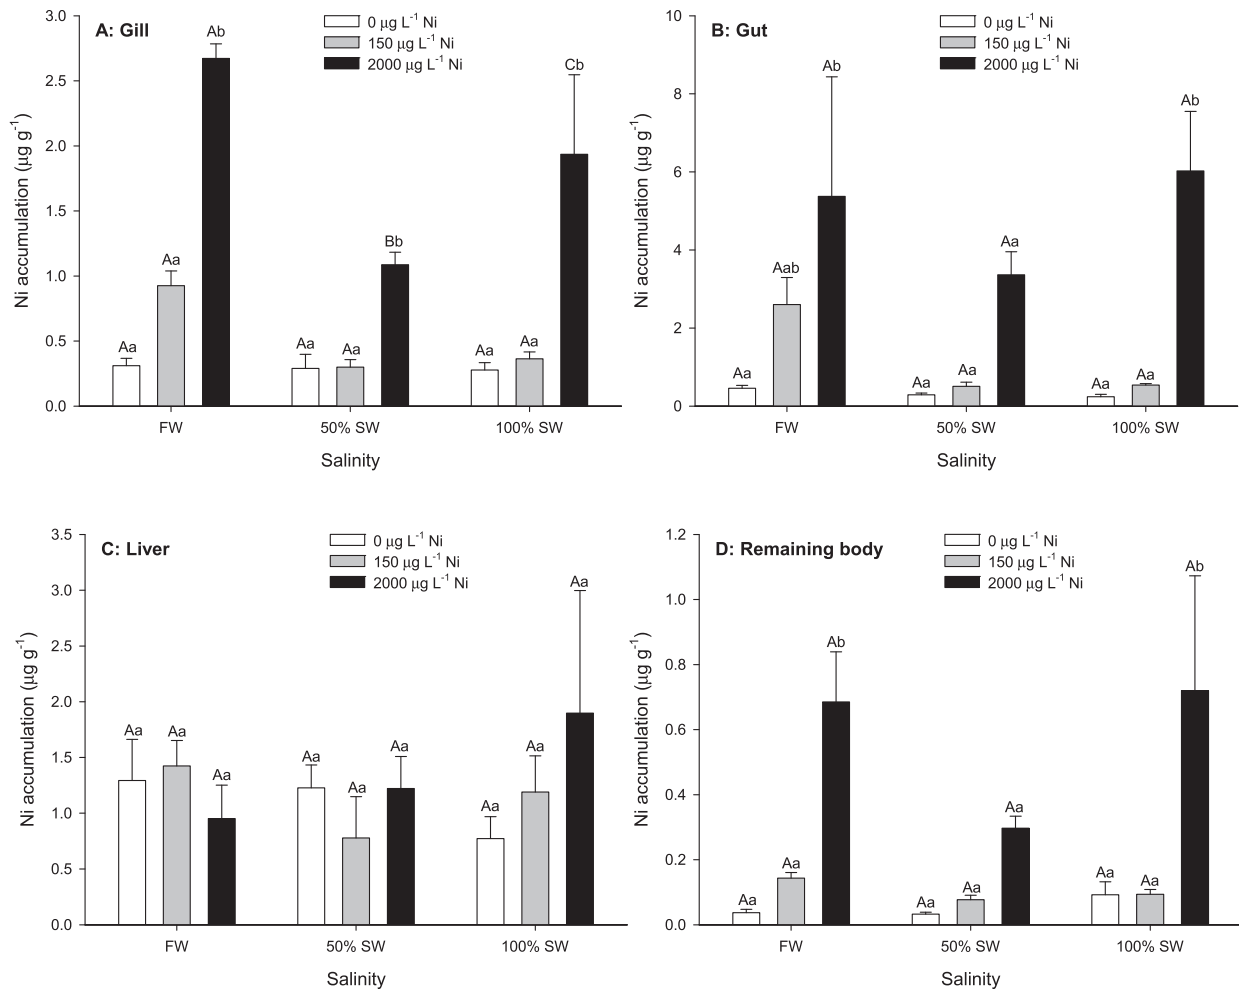 A: Gill
0 µg L-1 Ni
150 µg L-1 Ni
2000 µg L-1 Ni
3.0
2.5
2.0
1.5
1.0
0.5
0.0
Ni accumulation (µg g-1)
Aa
Aa
Ab
Aa
Aa
Bb
Aa
Aa
Cb
FW
50% SW
100% SW
Salinity
B: Gut
0 µg L-1 Ni
150 µg L-1 Ni
2000 µg L-1 Ni
10
8
6
4
2
0
Ni accumulation (µg g-1)
Aa
Aab
Ab
Aa
Aa
Aa
Aa
Aa
Ab
FW
50% SW
100% SW
Salinity
C: Liver
0 µg L-1 Ni
150 µg L-1 Ni
2000 µg L-1 Ni
3.5
3.0
2.5
2.0
1.5
1.0
0.5
0.0
Ni accumulation (µg g-1)
Aa
Aa
Aa
Aa
Aa
Aa
Aa
Aa
Aa
FW
50% SW
100% SW
Salinity
D: Remaining body
0 µg L-1 Ni
150 µg L-1 Ni
2000 µg L-1 Ni
1.2
1.0
0.8
0.6
0.4
0.2
0.0
Ni accumulation (µg g-1)
Aa
Aa
Ab
Aa
Aa
Aa
Aa
Aa
Ab
FW
50% SW
100% SW
Salinity